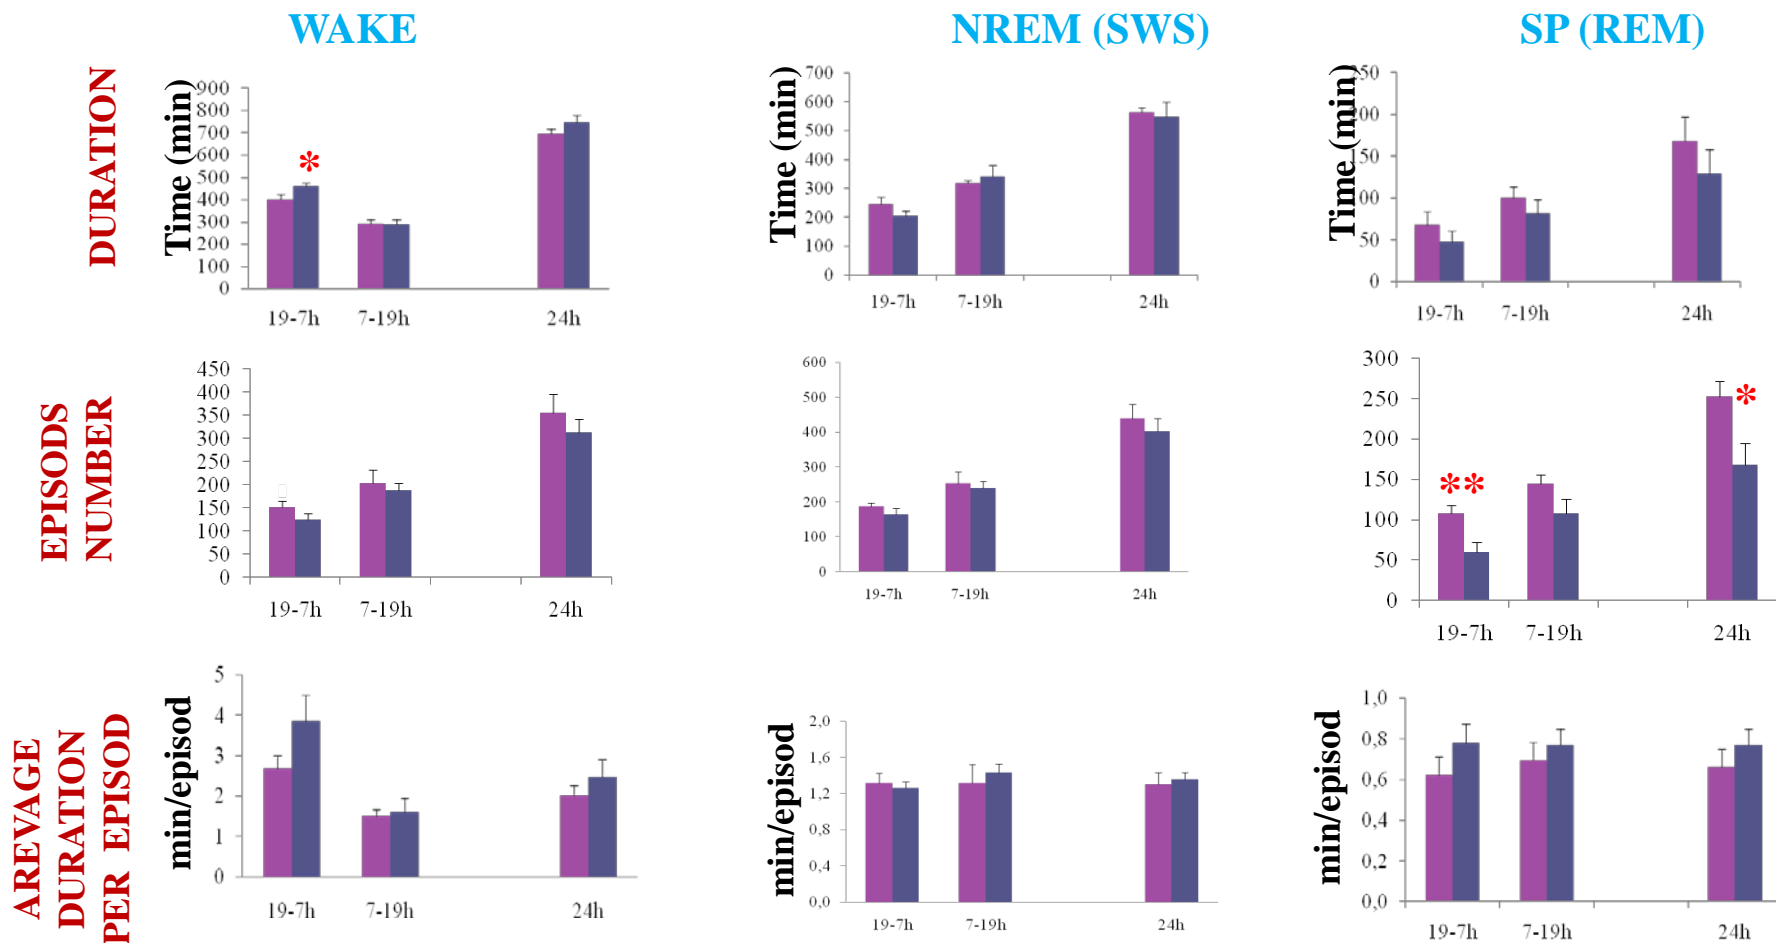 WAKE
NREM (SWS)
SP (REM)
DURATION
Time (min)
900
800
700
600
500
400
300
200
100
0
*
19-7h
7-19h
24h
Time (min)
700
600
500
400
300
200
100
0
19-7h
7-19h
24h
Time (min)
50
00
50
00
50
0
19-7h
7-19h
24h
EPISODS
NUMBER
450
400
350
300
250
200
150
100
50
0
19-7h
7-19h
24h
600
500
400
300
200
100
0
19-7h
7-19h
24h
300
250
200
150
100
50
0
**
*
19-7h
7-19h
24h
AREVAGE
DURATION
PER EPISOD
min/episod
5
4
3
2
1
0
19-7h
7-19h
24h
min/episod
2,0
1,6
1,2
0,8
0,4
0,0
19-7h
7-19h
24h
min/episod
1,0
0,8
0,6
0,4
0,2
0,0
19-7h
7-19h
24h